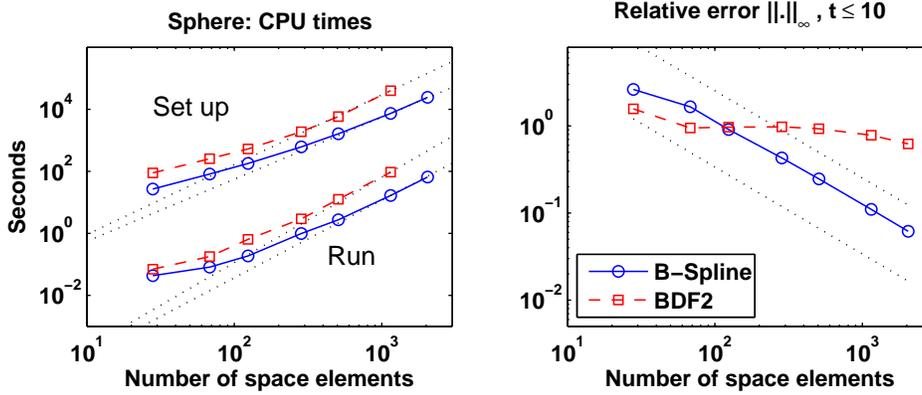 Sphere: CPU times
Set up
Run
Seconds
10^4
10^2
10^0
10^−2
10^1
10^2
10^3
Number of space elements
Relative error ||.||_∞ , t ≤ 10
B−Spline
BDF2
10^0
10^−1
10^−2
10^1
10^2
10^3
Number of space elements